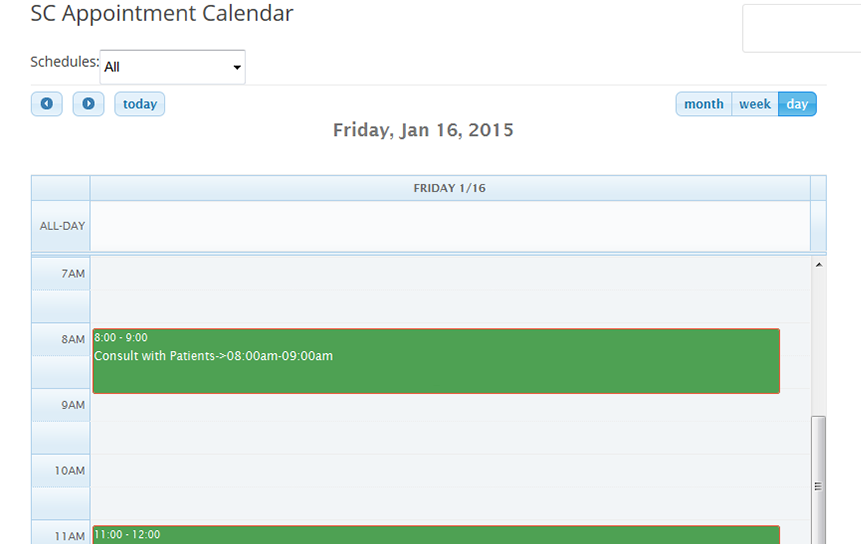 SC Appointment Calendar
Schedules: All
today
month week day
Friday, Jan 16, 2015
FRIDAY 1/16
ALL-DAY
7AM
8AM
8:00 - 9:00
Consult with Patients->08:00am-09:00am
9AM
10AM
11AM
11:00 - 12:00